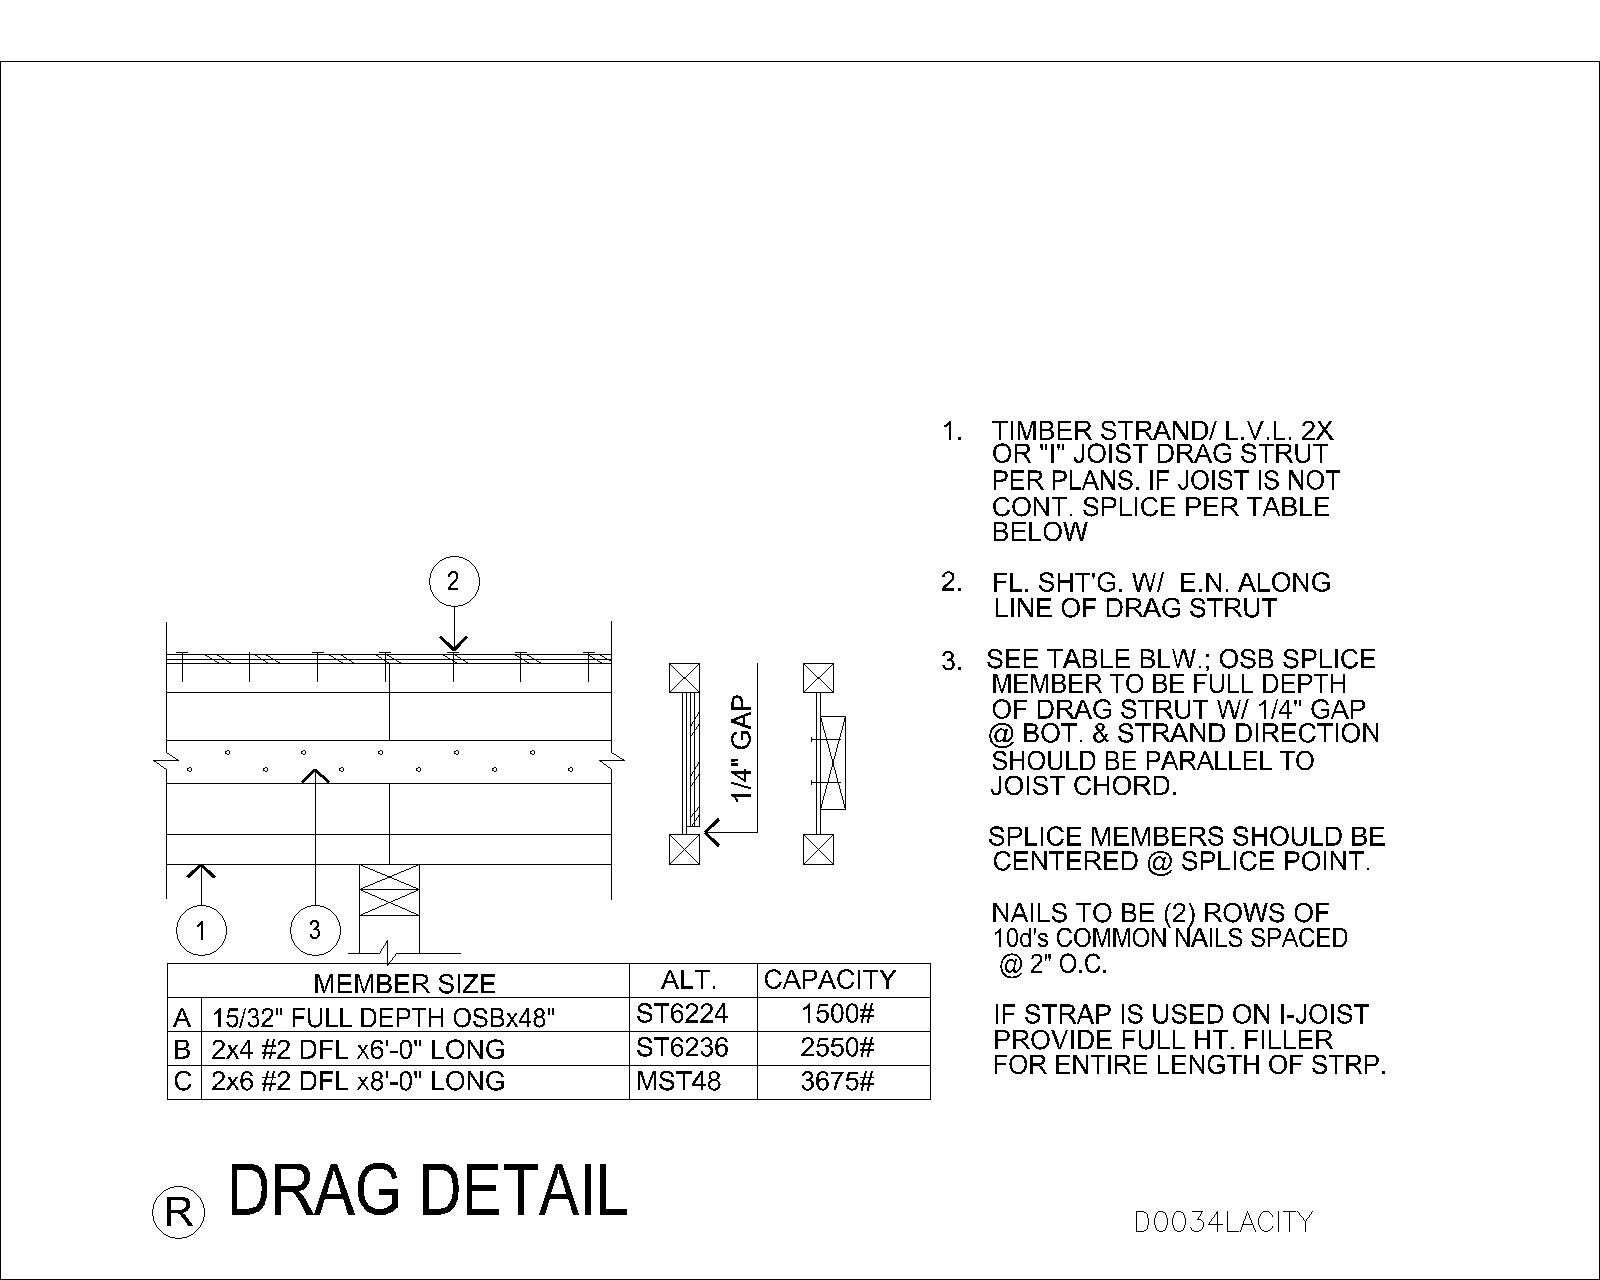 1. TIMBER STRAND/ L.V.L. 2X
OR "I" JOIST DRAG STRUT
PER PLANS. IF JOIST IS NOT
CONT. SPLICE PER TABLE
BELOW
2. FL. SHT'G. W/ E.N. ALONG
LINE OF DRAG STRUT
3. SEE TABLE BLW.; OSB SPLICE
MEMBER TO BE FULL DEPTH
OF DRAG STRUT W/ 1/4" GAP
@ BOT. & STRAND DIRECTION
SHOULD BE PARALLEL TO
JOIST CHORD.
SPLICE MEMBERS SHOULD BE
CENTERED @ SPLICE POINT.
NAILS TO BE (2) ROWS OF
10d's COMMON NAILS SPACED
@ 2" O.C.
IF STRAP IS USED ON I-JOIST
PROVIDE FULL HT. FILLER
FOR ENTIRE LENGTH OF STRP.
2
1/4" GAP
1
3
MEMBER SIZE ALT. CAPACITY
A 15/32" FULL DEPTH OSBx48" ST6224 1500#
B 2x4 #2 DFL x6'-0" LONG ST6236 2550#
C 2x6 #2 DFL x8'-0" LONG MST48 3675#
R DRAG DETAIL
D0034LACITY